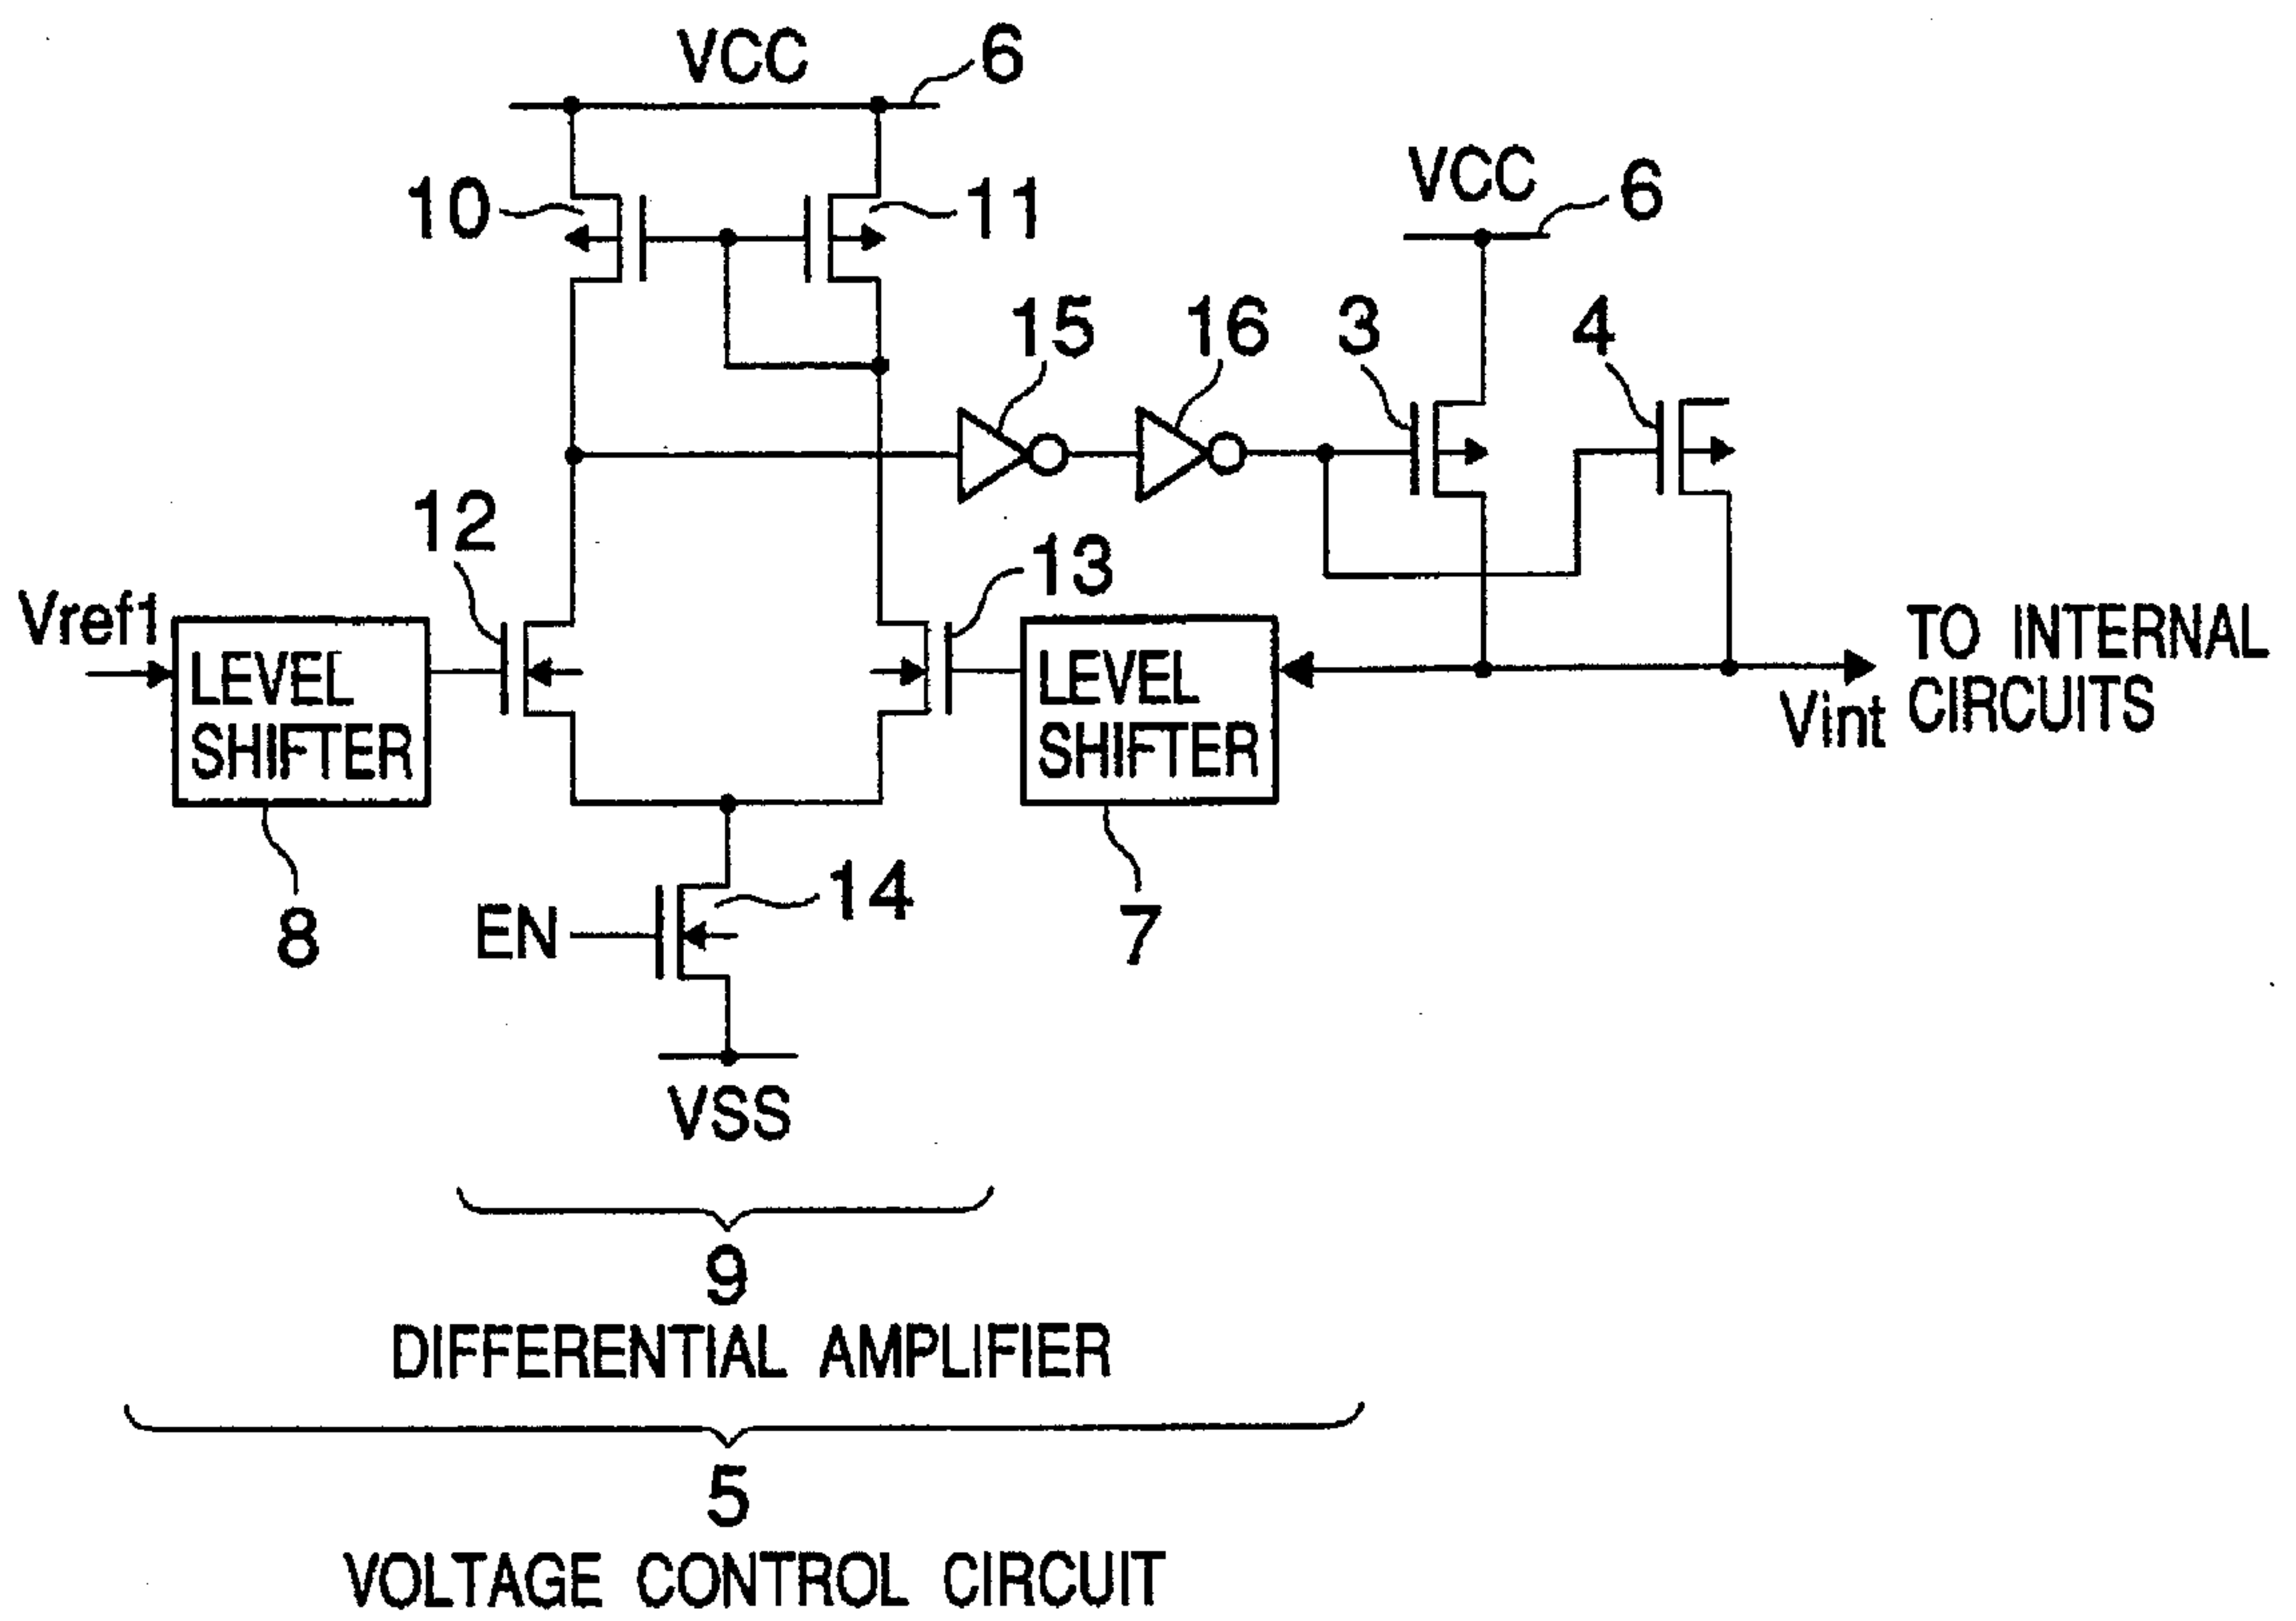 VCC
6
VCC
6
10
11
15
16
3
4
12
13
Vref1
LEVEL
SHIFTER
LEVEL
SHIFTER
TO INTERNAL
CIRCUITS
Vint
8
EN
14
7
VSS
9
DIFFERENTIAL AMPLIFIER
5
VOLTAGE CONTROL CIRCUIT